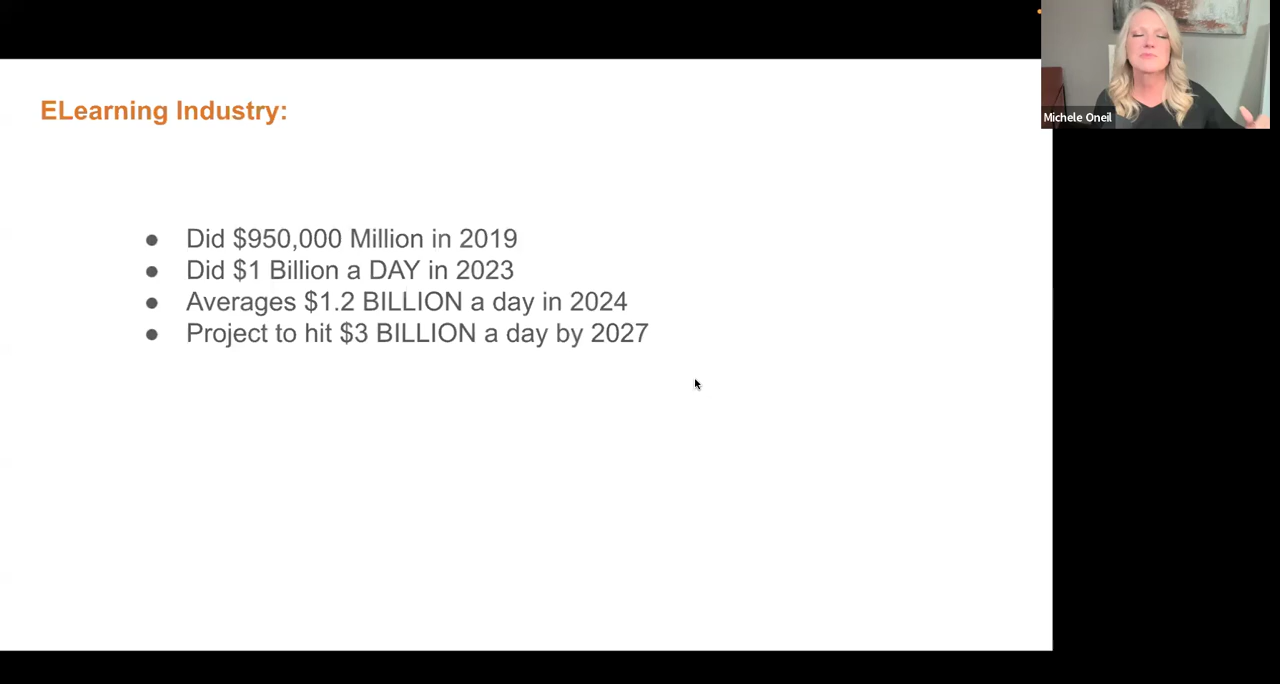 ELearning Industry:
● Did $950,000 Million in 2019
● Did $1 Billion a DAY in 2023
● Averages $1.2 BILLION a day in 2024
● Project to hit $3 BILLION a day by 2027
Michele Oneil